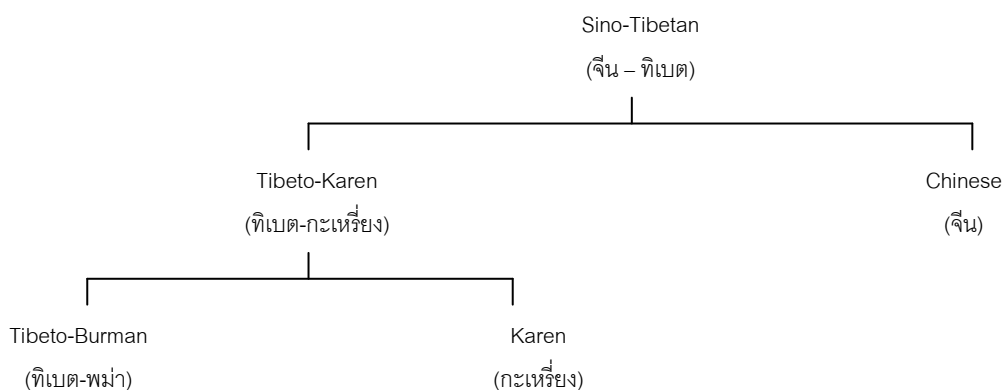 Sino-Tibetan
(จีน – ทิเบต)
Tibeto-Karen
(ทิเบต-กะเหรี่ยง)
Chinese
(จีน)
Tibeto-Burman
(ทิเบต-พม่า)
Karen
(กะเหรี่ยง)